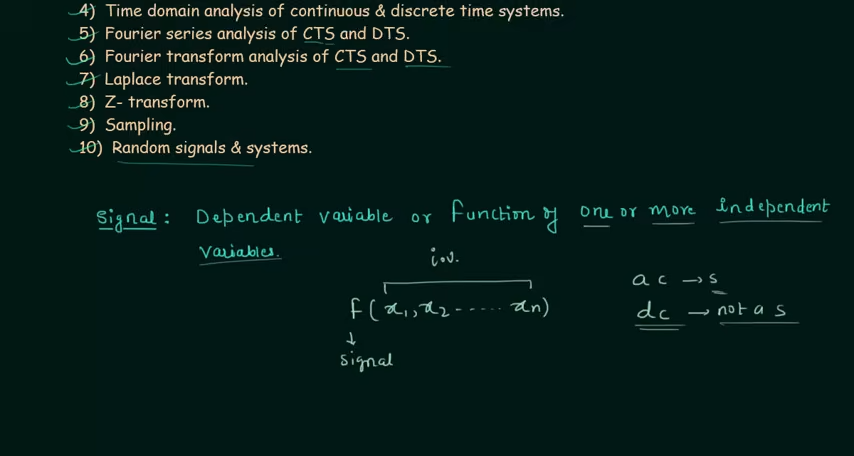 4) Time domain analysis of continuous & discrete time systems.
5) Fourier series analysis of CTS and DTS.
6) Fourier transform analysis of CTS and DTS.
7) Laplace transform.
8) Z- transform.
9) Sampling.
10) Random signals & systems.
Signal : Dependent variable or function of one or more independent
variables.
i.v.
f(x1, x2 ...... xn)
signal
ac → s
dc → not a s